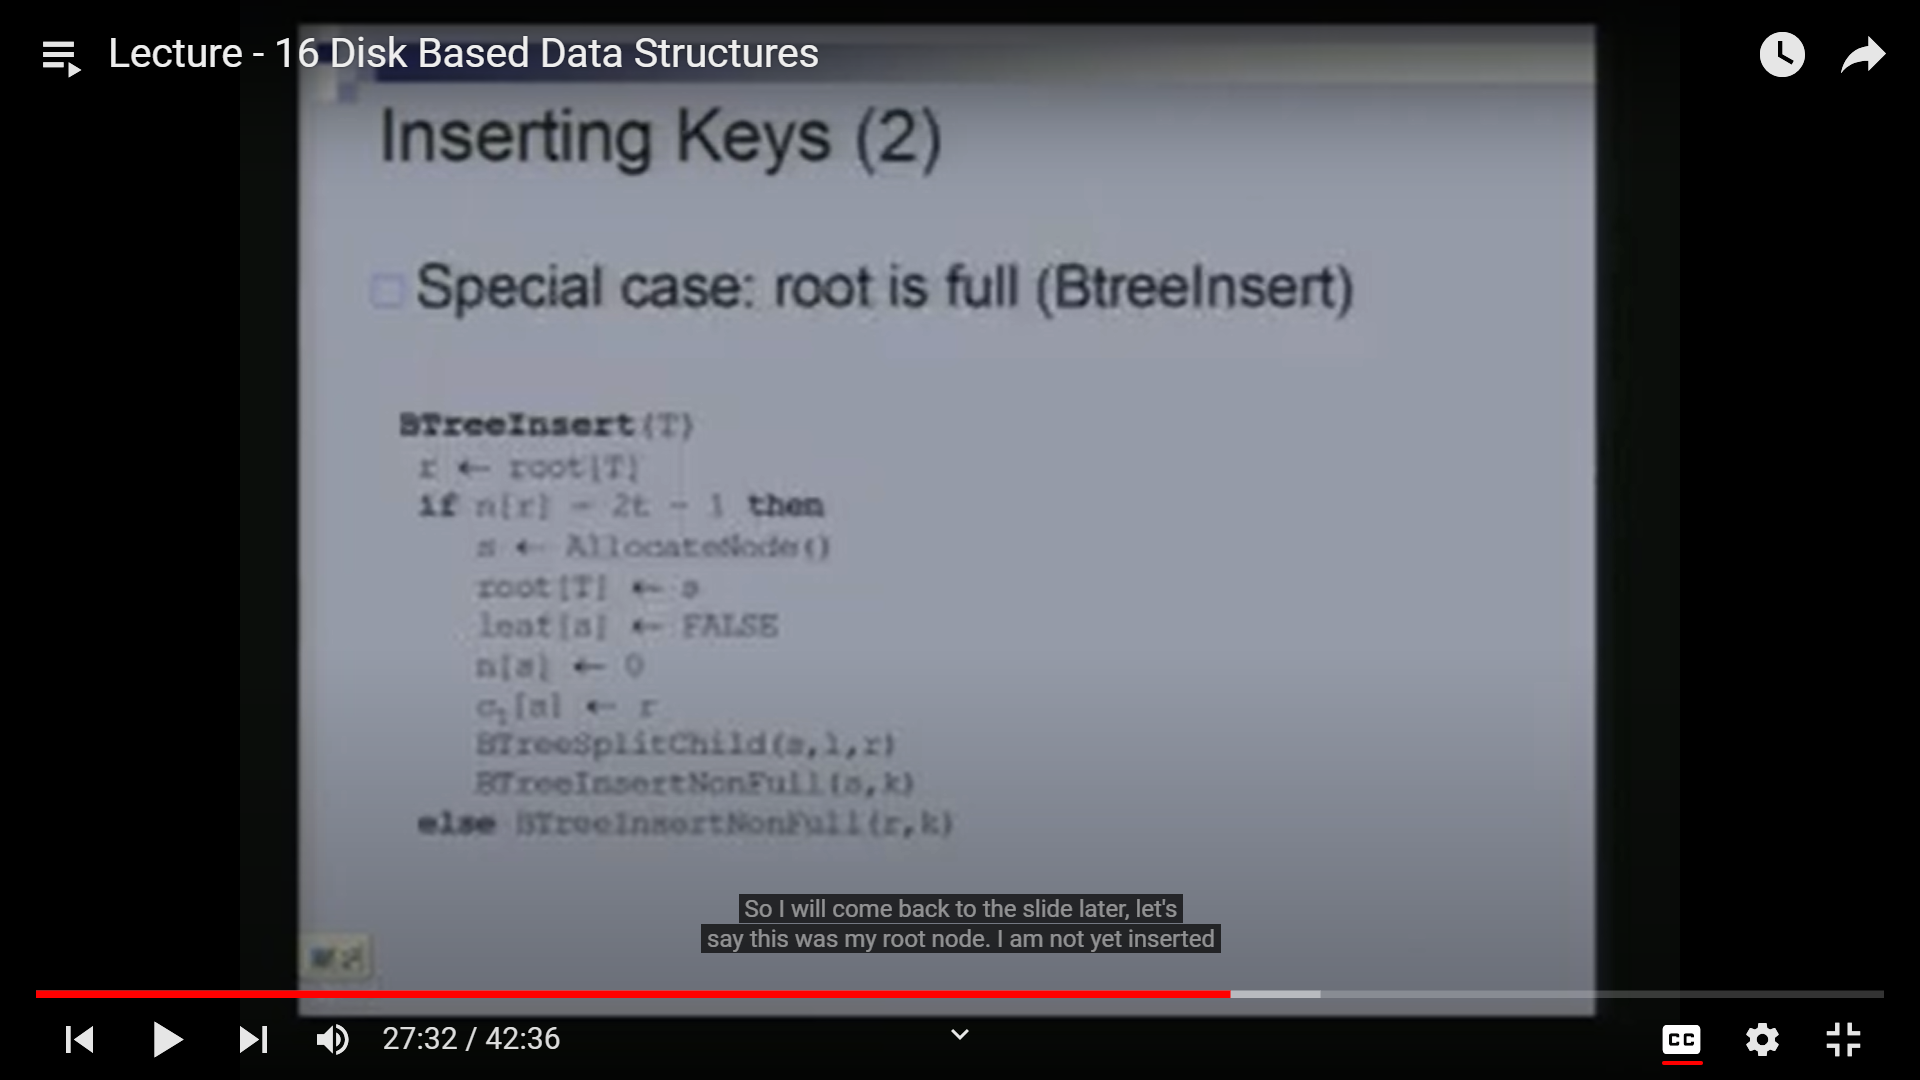 Lecture - 16 Disk Based Data Structures
Inserting Keys (2)
Special case: root is full (BtreeInsert)
BTreeInsert(T)
r ← root[T]
if n[r] = 2t - 1 then
s ← AllocateNode()
root[T] ← s
leaf[s] ← FALSE
n[s] ← 0
c1[s] ← r
BTreeSplitChild(s,1,r)
BTreeInsertNonFull(s,k)
else BTreeInsertNonFull(r,k)
So I will come back to the slide later, let's
say this was my root node. I am not yet inserted
27:32 / 42:36
CC